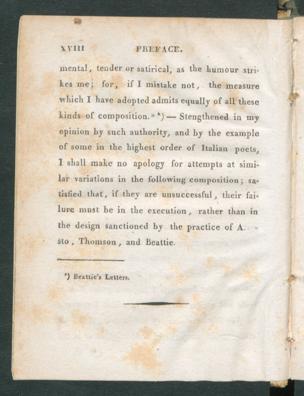 XVIII PREFACE.
mental, tender or satirical, as the humour stri-
kes me; for, if I mistake not, the measure
which I have adopted admits equally of all these
kinds of composition.» *) — Stengthened in my
opinion by such authority, and by the example
of some in the highest order of Italian poets,
I shall make no apology for attempts at simi-
lar variations in the following composition; sa-
tisfied that, if they are unsuccessful, their fai-
lure must be in the execution, rather than in
the design sanctioned by the practice of A
sto, Thomson, and Beattie.
*) Beattie's Letters.